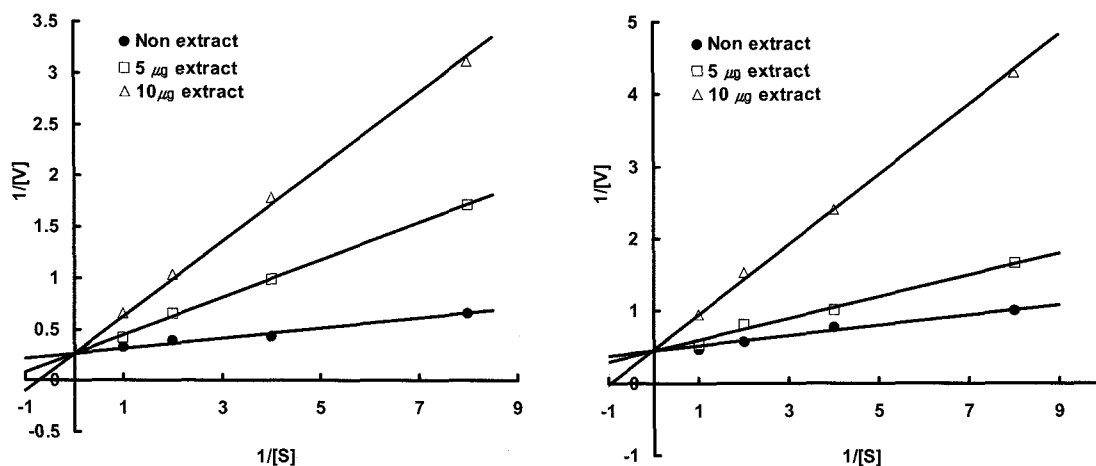 3.5
3
2.5
2
1.5
1
0.5
0
-0.5
1/[V]
● Non extract
□ 5 μg extract
△ 10μg extract
-1 1 3 5 7 9
1/[S]
5
4
3
2
1
0
-1
1/[V]
● Non extract
□ 5 μg extract
△ 10 μg extract
-1 1 3 5 7 9
1/[S]